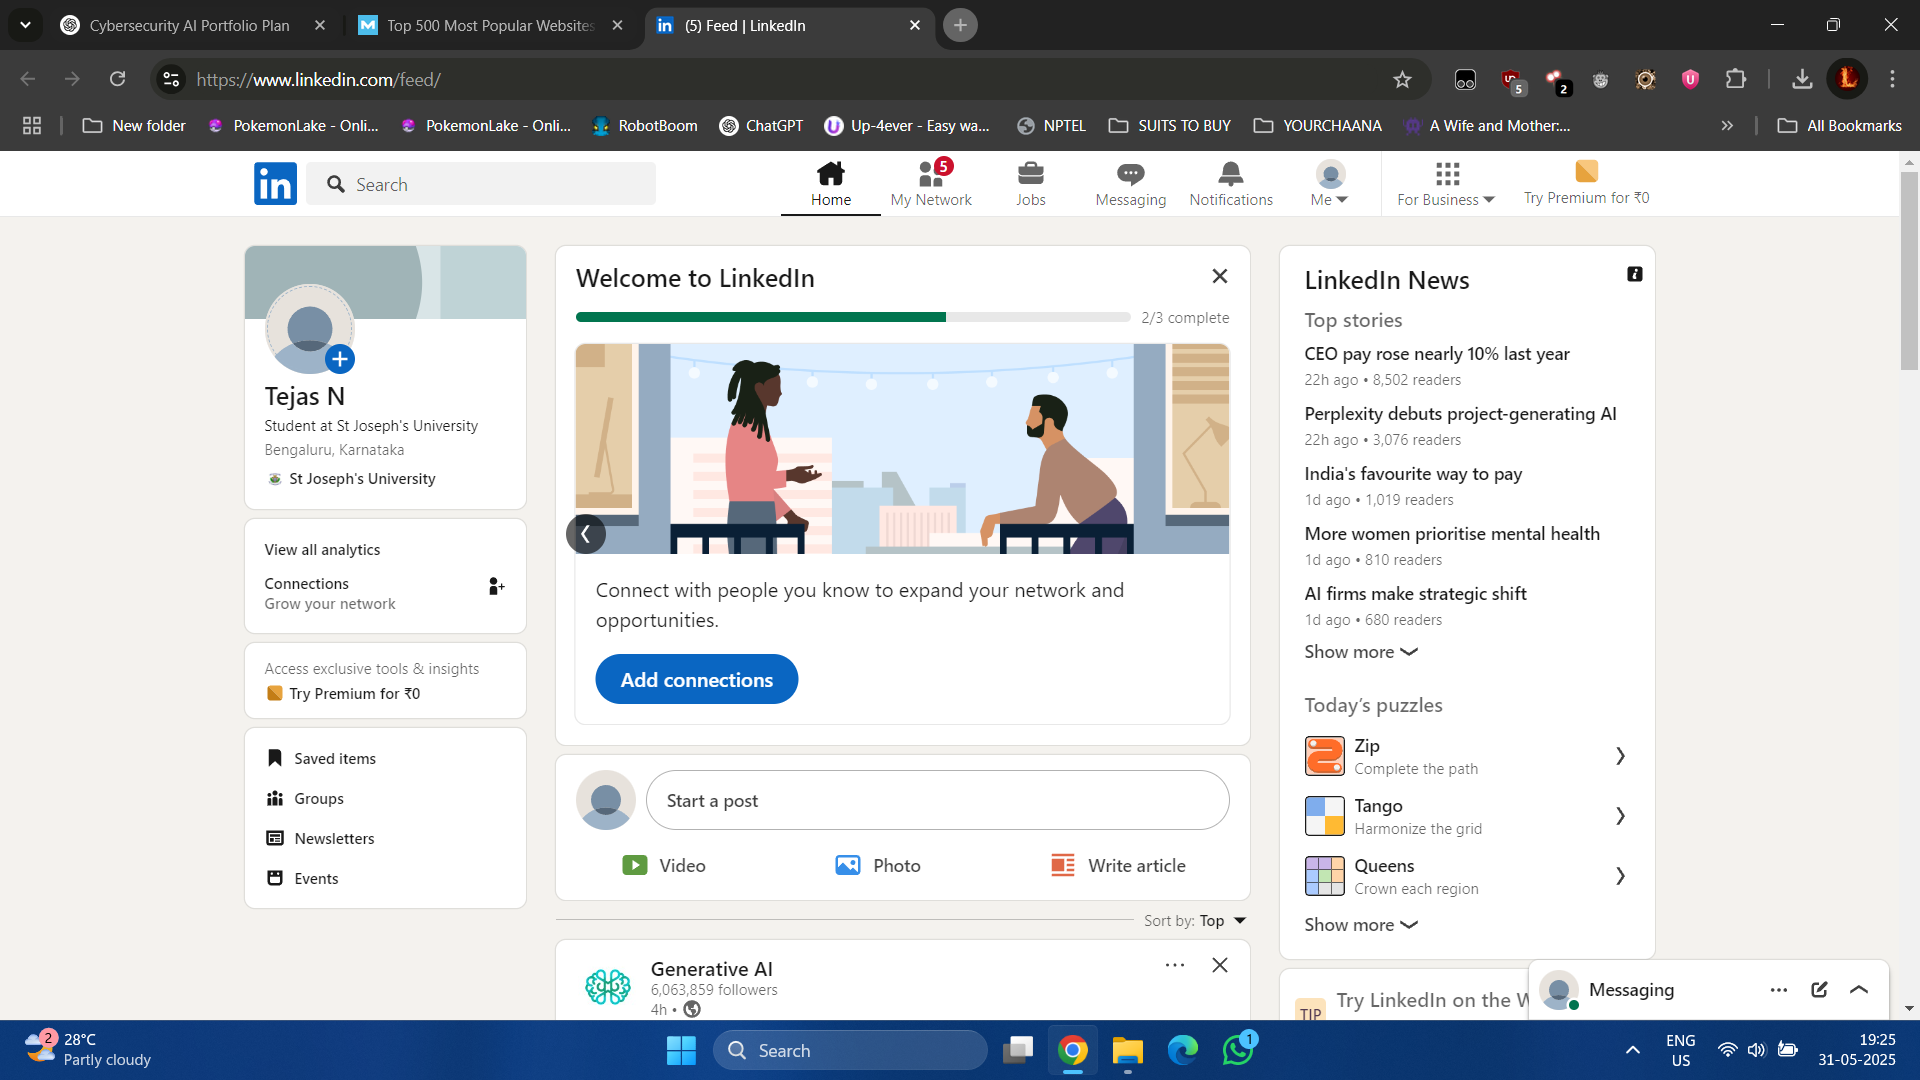 Cybersecurity AI Portfolio Plan
Top 500 Most Popular Websites
(5) Feed | LinkedIn
https://www.linkedin.com/feed/
5
2
New folder
PokemonLake - Onli...
PokemonLake - Onli...
RobotBoom
ChatGPT
Up-4ever - Easy wa...
NPTEL
SUITS TO BUY
YOURCHAANA
A Wife and Mother:...
All Bookmarks
in
Search
Home
5
My Network
Jobs
Messaging
Notifications
Me
For Business
Try Premium for ₹0
Tejas N
Student at St Joseph's University
Bengaluru, Karnataka
St Joseph's University
View all analytics
Connections
Grow your network
Access exclusive tools & insights
Try Premium for ₹0
Saved items
Groups
Newsletters
Events
Welcome to LinkedIn
2/3 complete
Connect with people you know to expand your network and
opportunities.
Add connections
Start a post
Video
Photo
Write article
Sort by: Top
Generative AI
6,063,859 followers
4h •
LinkedIn News
Top stories
CEO pay rose nearly 10% last year
22h ago • 8,502 readers
Perplexity debuts project-generating AI
22h ago • 3,076 readers
India's favourite way to pay
1d ago • 1,019 readers
More women prioritise mental health
1d ago • 810 readers
AI firms make strategic shift
1d ago • 680 readers
Show more
Today’s puzzles
Zip
Complete the path
Tango
Harmonize the grid
Queens
Crown each region
Show more
TIP
Try LinkedIn on the W
Messaging
2
28°C
Partly cloudy
Search
1
ENG
US
19:25
31-05-2025